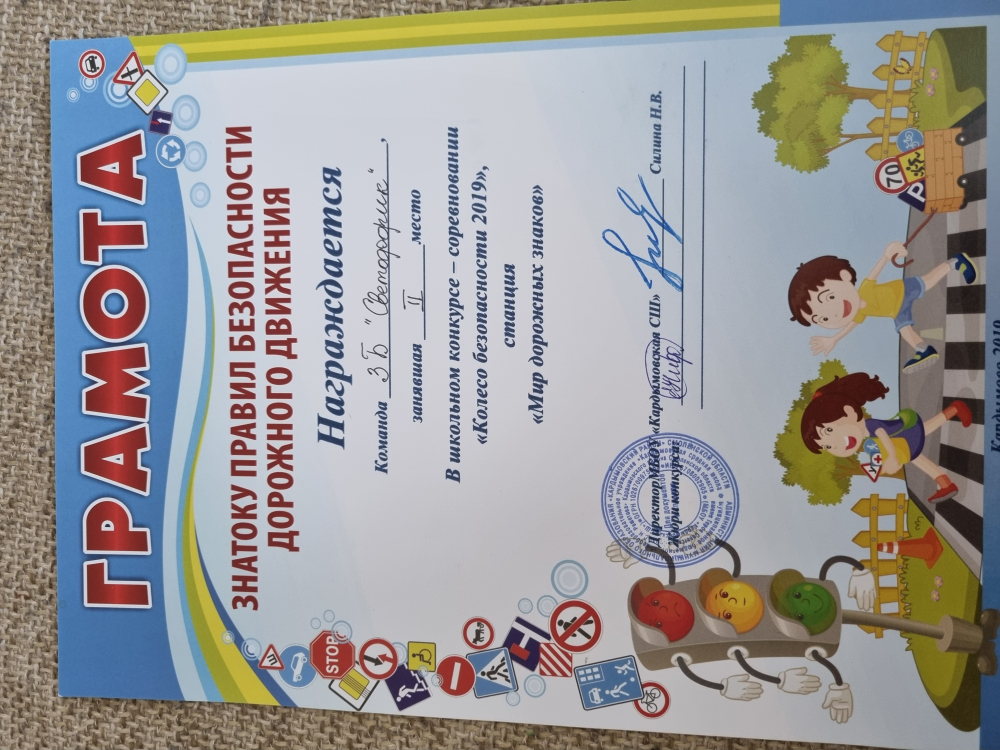 ГРАМОТА
ЗНАТОКУ ПРАВИЛ БЕЗОПАСНОСТИ
ДОРОЖНОГО ДВИЖЕНИЯ
Награждается
Команда 3 Б "Светофорик",
занявшая II место
В школьном конкурсе – соревновании
«Колесо безопасности 2019»,
станция
«Мир дорожных знаков»
Директор МБОУ «Кардымовская СШ» Силина Н.В.
Жюри конкурса
STOP
70
P